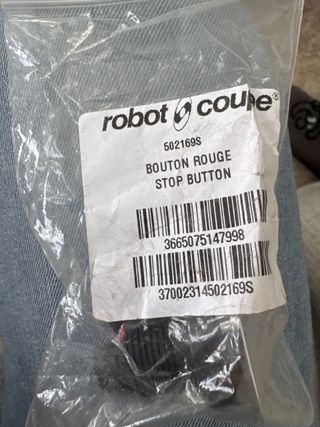 robot coupe®
502169S
BOUTON ROUGE
STOP BUTTON
3665075147998
37002314502169S